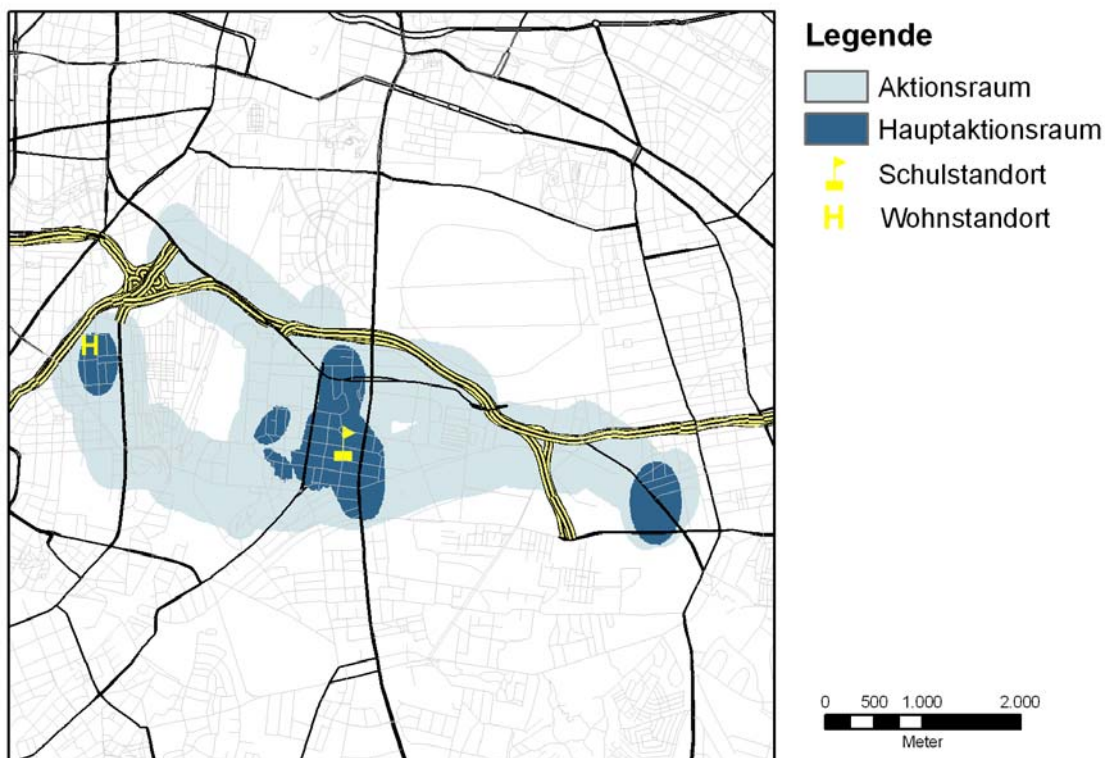 Legende
Aktionsraum
Hauptaktionsraum
Schulstandort
H Wohnstandort
H
0 500 1.000 2.000
Meter